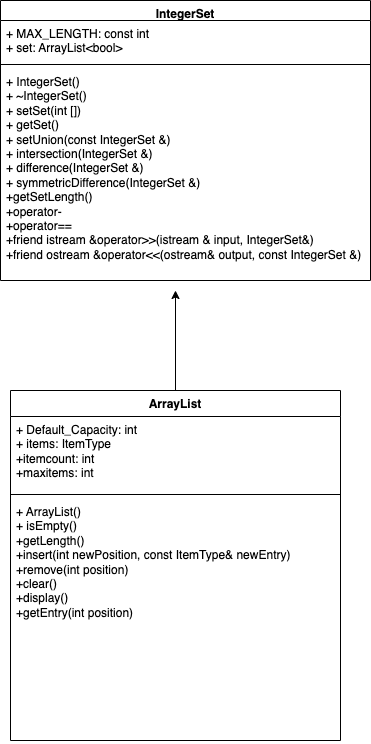 IntegerSet
+ MAX_LENGTH: const int
+ set: ArrayList<bool>
+ IntegerSet()
+ ~IntegerSet()
+ setSet(int [])
+ getSet()
+ setUnion(const IntegerSet &)
+ intersection(IntegerSet &)
+ difference(IntegerSet &)
+ symmetricDifference(IntegerSet &)
+getSetLength()
+operator-
+operator==
+friend istream &operator>>(istream & input, IntegerSet&)
+friend ostream &operator<<(ostream& output, const IntegerSet &)
ArrayList
+ Default_Capacity: int
+ items: ItemType
+itemcount: int
+maxitems: int
+ ArrayList()
+ isEmpty()
+getLength()
+insert(int newPosition, const ItemType& newEntry)
+remove(int position)
+clear()
+display()
+getEntry(int position)